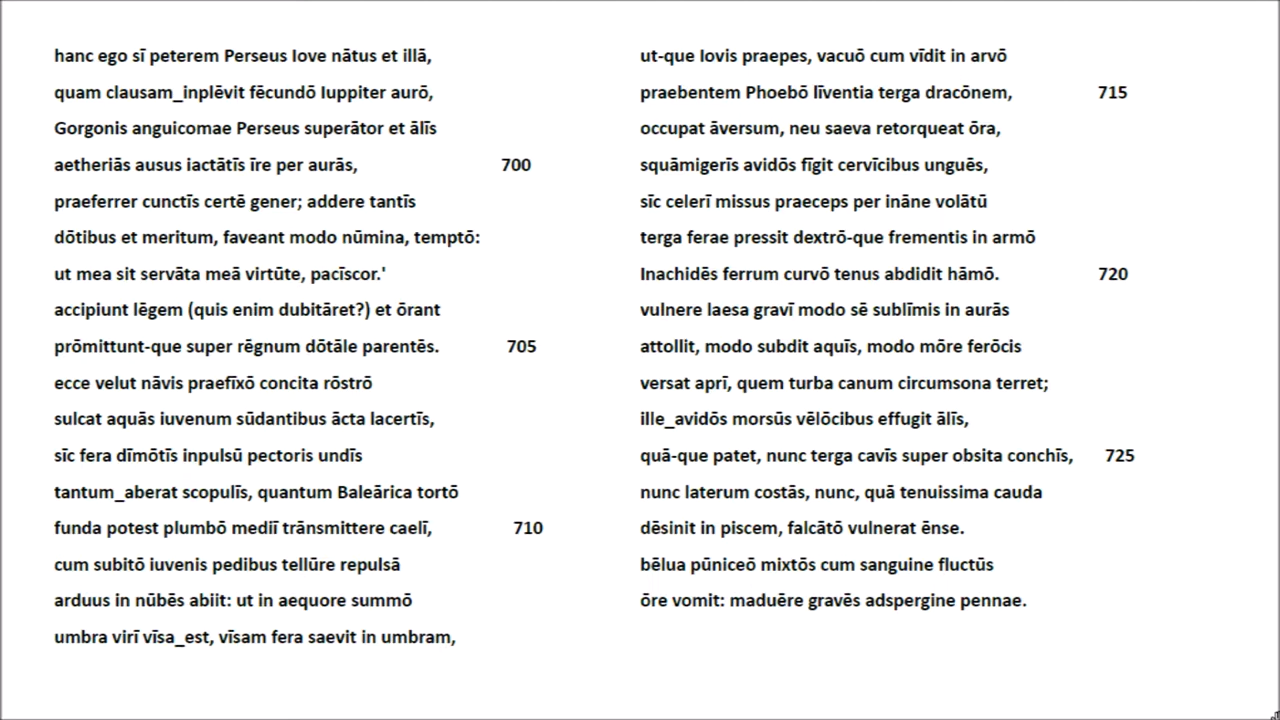 hanc ego sī peterem Perseus Iove nātus et illā,
quam clausam_inplēvit fēcundō Iuppiter aurō,
Gorgonis anguicomae Perseus superātor et ālīs
aetheriās ausus iactātīs īre per aurās, 700
praeferrer cunctīs certē gener; addere tantīs
dōtibus et meritum, faveant modo nūmina, temptō:
ut mea sit servāta meā virtūte, pacīscor.'
accipiunt lēgem (quis enim dubitāret?) et ōrant
prōmittunt-que super rēgnum dōtāle parentēs. 705
ecce velut nāvis praefīxō concita rōstrō
sulcat aquās iuvenum sūdantibus ācta lacertīs,
sīc fera dīmōtīs inpulsū pectoris undīs
tantum_aberat scopulīs, quantum Baleārica tortō
funda potest plumbō mediī trānsmittere caelī, 710
cum subitō iuvenis pedibus tellūre repulsā
arduus in nūbēs abiit: ut in aequore summō
umbra virī vīsa_est, vīsam fera saevit in umbram,
ut-que Iovis praepes, vacuō cum vīdit in arvō
praebentem Phoebō līventia terga dracōnem, 715
occupat āversum, neu saeva retorqueat ōra,
squāmigerīs avidōs fīgit cervīcibus unguēs,
sīc celerī missus praeceps per ināne volātū
terga ferae pressit dextrō-que frementis in armō
Inachidēs ferrum curvō tenus abdidit hāmō. 720
vulnere laesa gravī modo sē sublīmis in aurās
attollit, modo subdit aquīs, modo mōre ferōcis
versat aprī, quem turba canum circumsona terret;
ille_avidōs morsūs vēlōcibus effugit ālīs,
quā-que patet, nunc terga cavīs super obsita conchīs, 725
nunc laterum costās, nunc, quā tenuissima cauda
dēsinit in piscem, falcātō vulnerat ēnse.
bēlua pūniceō mixtōs cum sanguine fluctūs
ōre vomit: maduēre gravēs adspergine pennae.